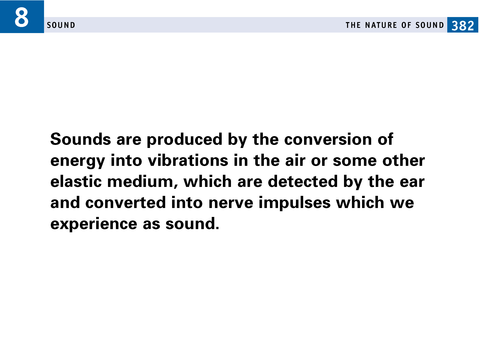 8 SOUND THE NATURE OF SOUND 382
Sounds are produced by the conversion of
energy into vibrations in the air or some other
elastic medium, which are detected by the ear
and converted into nerve impulses which we
experience as sound.